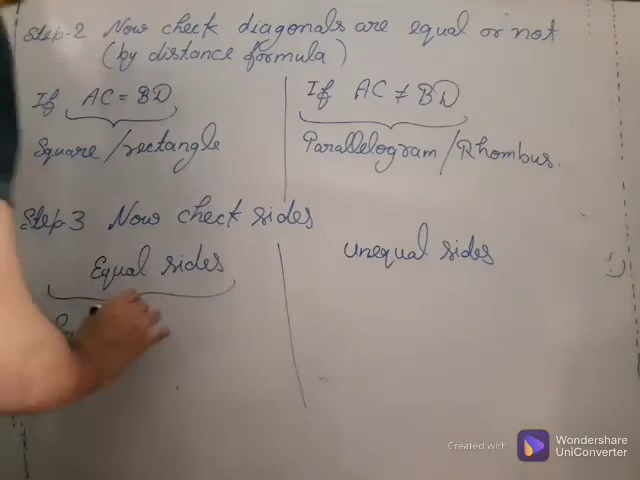 Step-2 Now check diagonals are equal or not
(by distance formula)
If AC = BD
Square/rectangle
If AC ≠ BD
Parallelogram/Rhombus.
Step-3 Now check sides
Equal sides
unequal sides
Created with
Wondershare
UniConverter